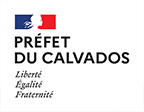 PRÉFET
DU CALVADOS
Liberté
Égalité
Fraternité